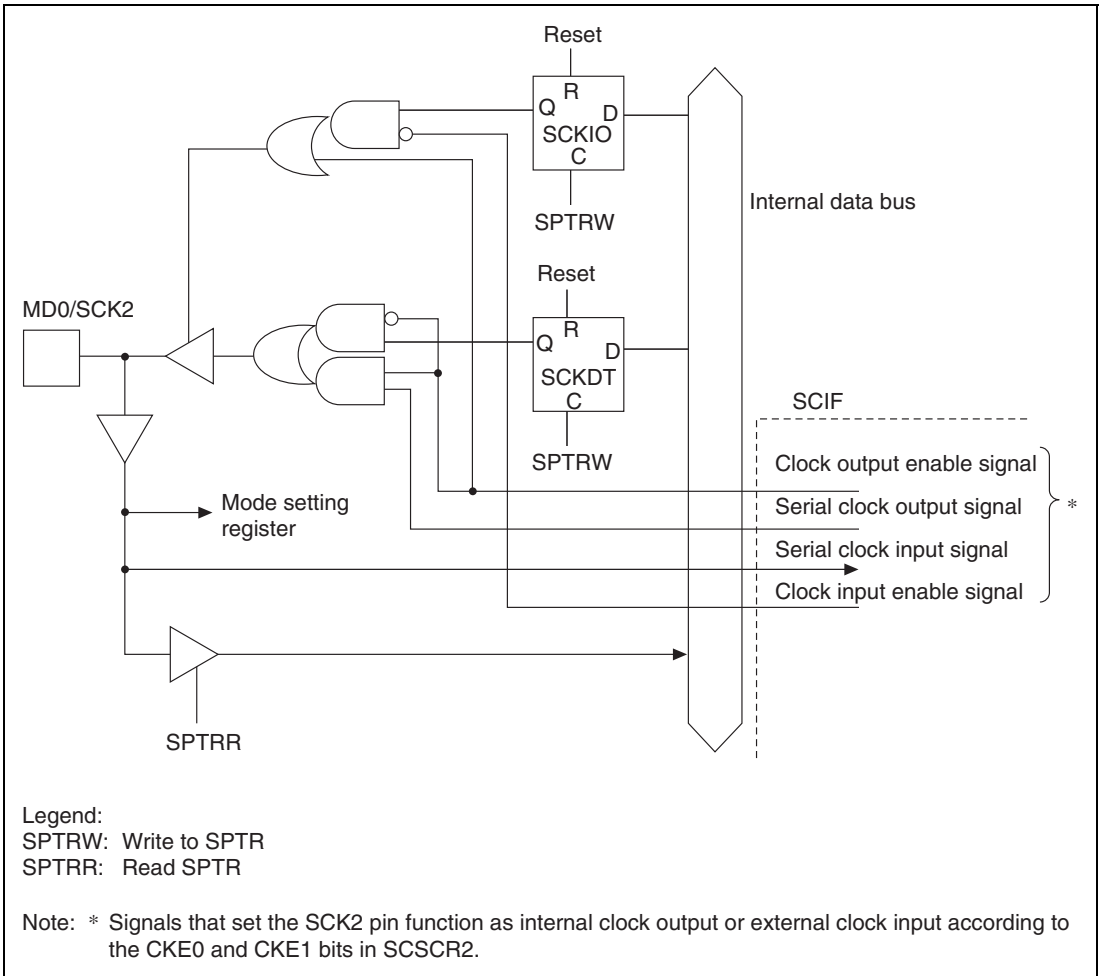 Reset
R
Q
D
SCKIO
C
SPTRW
Internal data bus
Reset
MD0/SCK2
R
Q
D
SCKDT
C
SPTRW
SCIF
Clock output enable signal
Serial clock output signal
*
Mode setting
register
Serial clock input signal
Clock input enable signal
SPTRR
Legend:
SPTRW: Write to SPTR
SPTRR: Read SPTR
Note: * Signals that set the SCK2 pin function as internal clock output or external clock input according to
the CKE0 and CKE1 bits in SCSCR2.